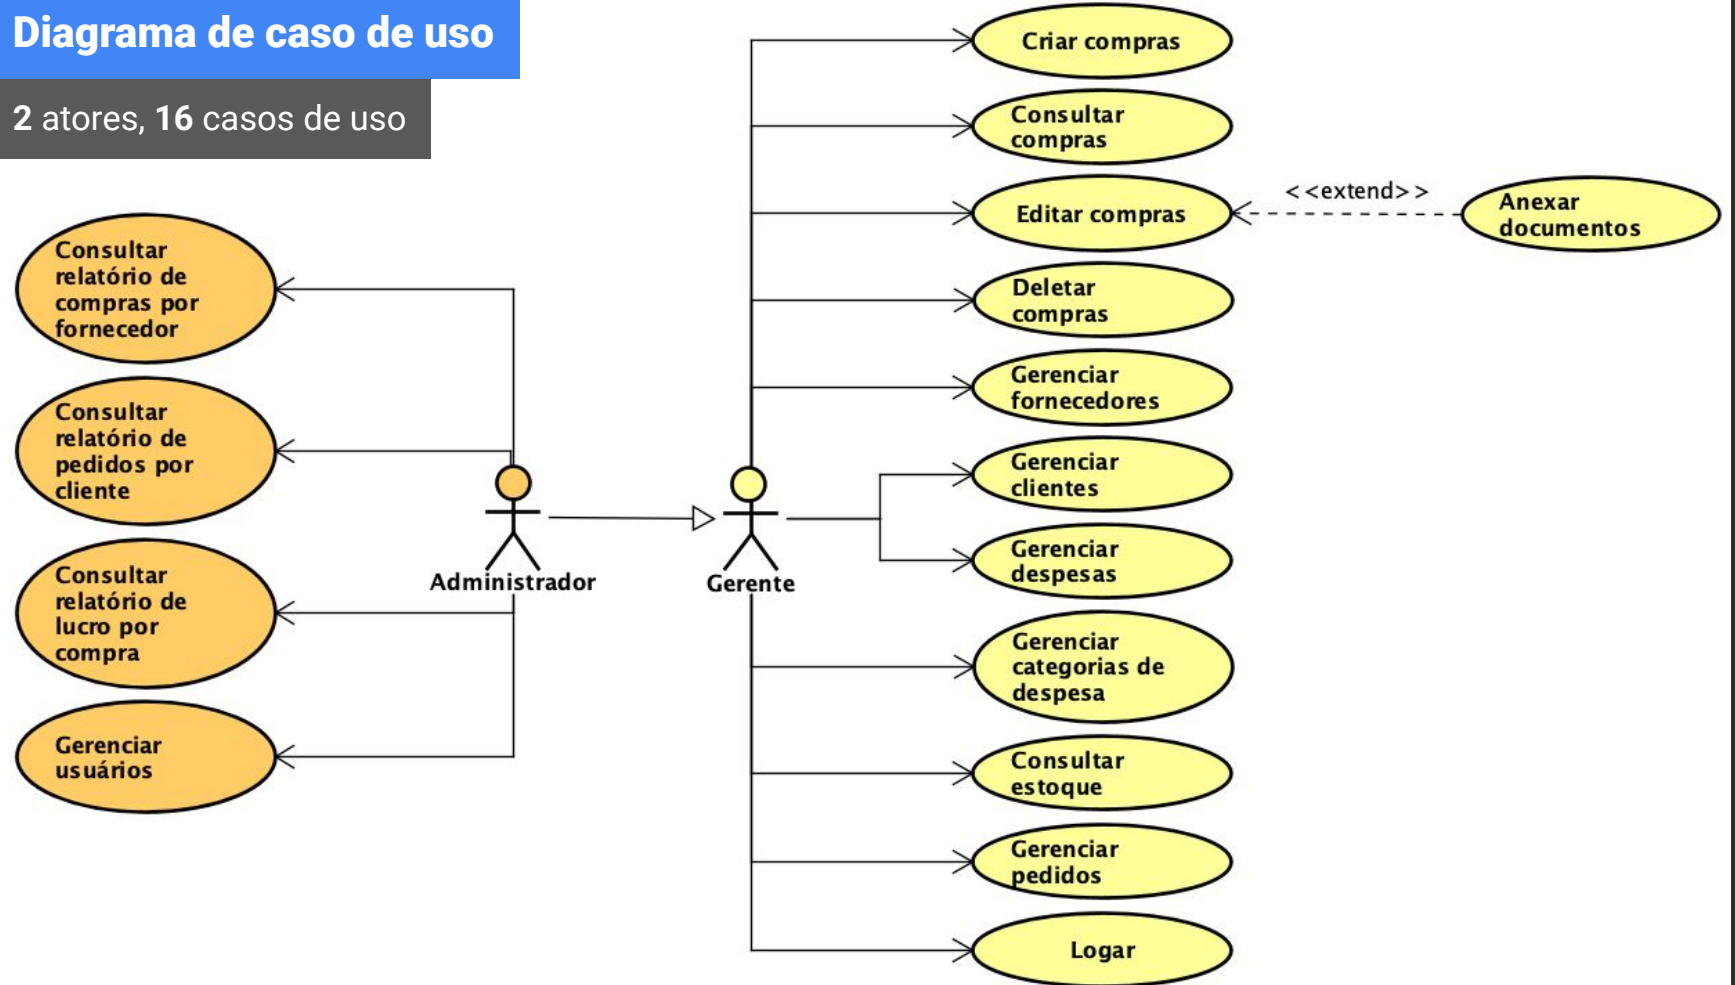 Diagrama de caso de uso
2 atores, 16 casos de uso
Consultar
relatório de
compras por
fornecedor
Consultar
relatório de
pedidos por
cliente
Consultar
relatório de
lucro por
compra
Gerenciar
usuários
Administrador
Gerente
Criar compras
Consultar
compras
Editar compras
<<extend>>
Anexar
documentos
Deletar
compras
Gerenciar
fornecedores
Gerenciar
clientes
Gerenciar
despesas
Gerenciar
categorias de
despesa
Consultar
estoque
Gerenciar
pedidos
Logar